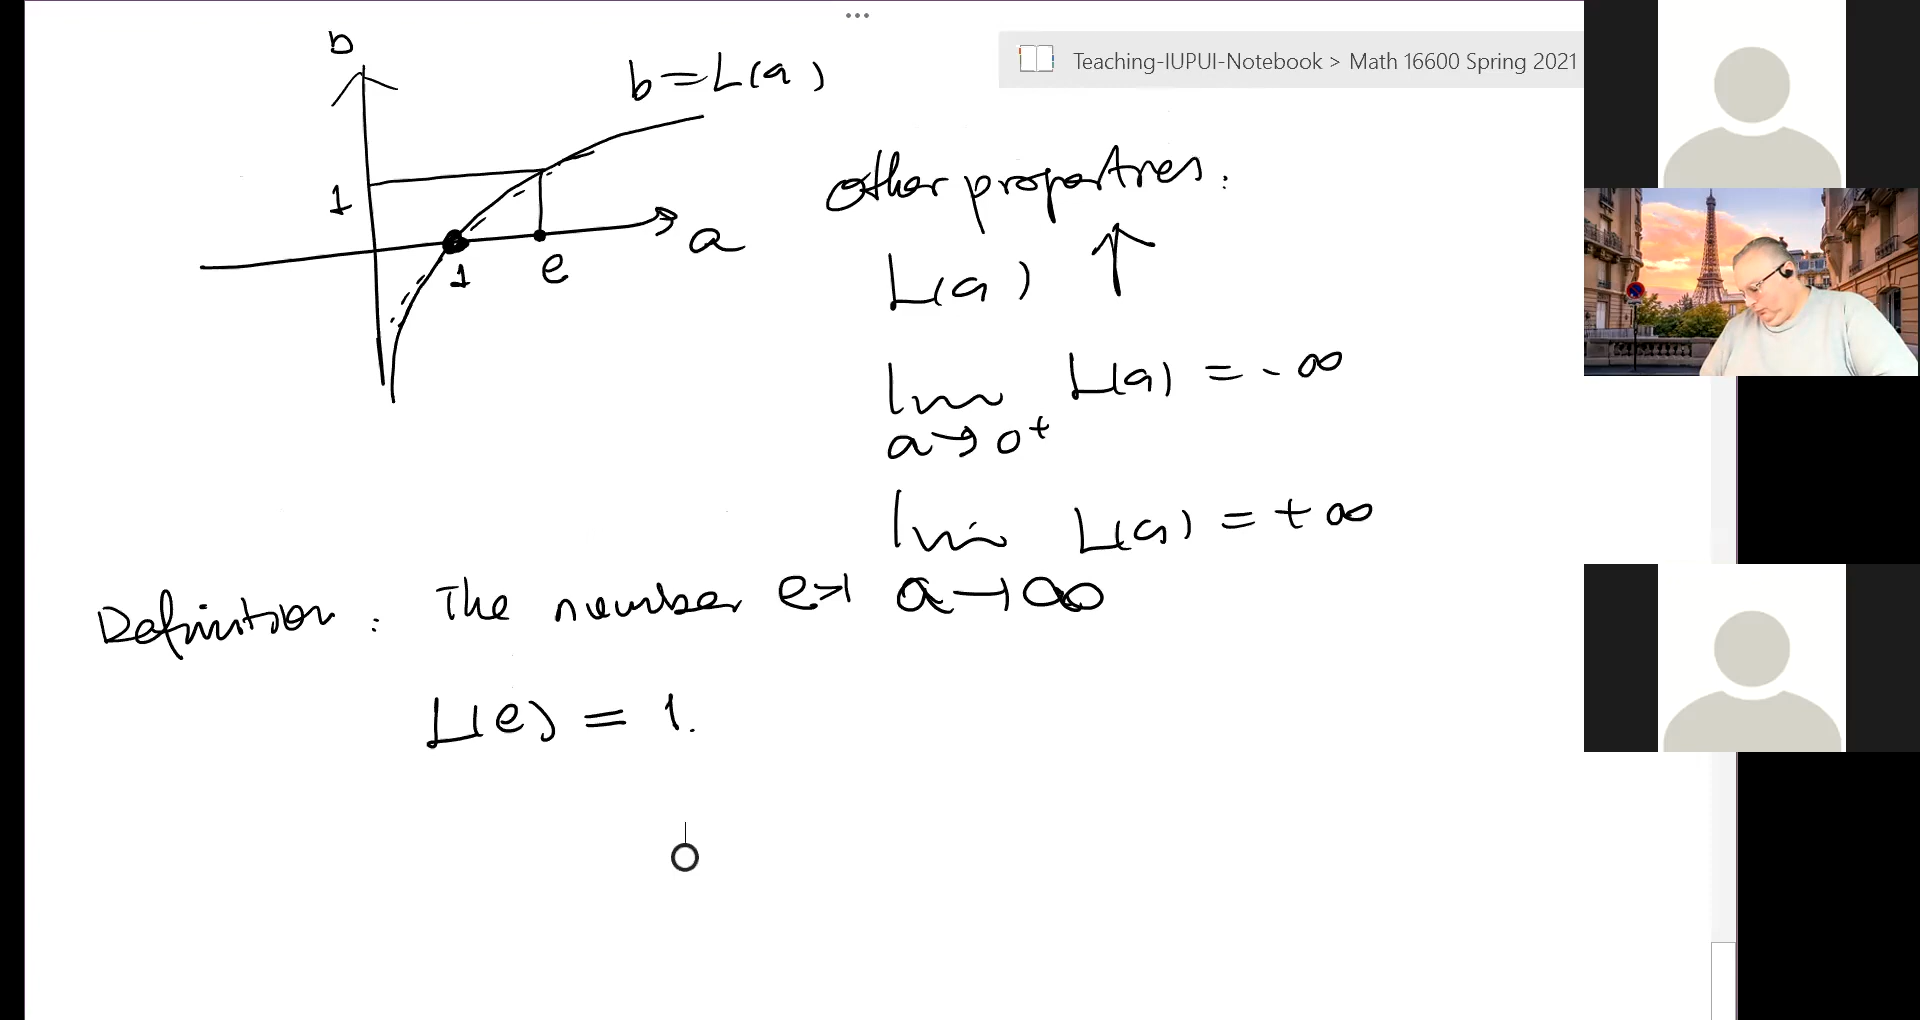 Teaching-IUPUI-Notebook > Math 16600 Spring 2021
b
b = L(a)
1
1
e
a
Other properties:
L(a) ↑
lim L(a) = -∞
a→0⁺
lim L(a) = +∞
a→∞
Definition: The number e>1
L(e) = 1.